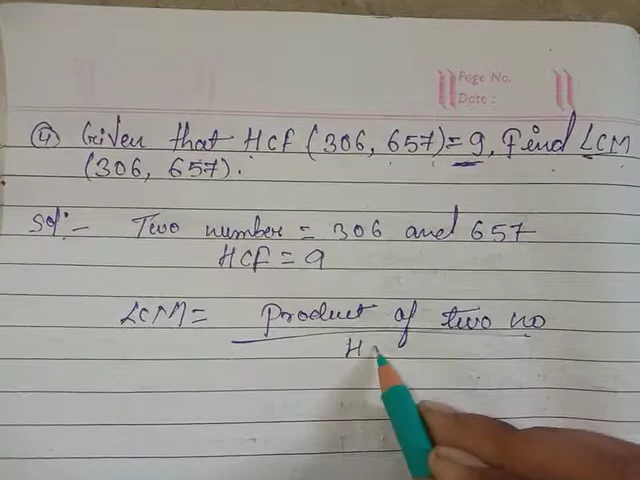 Page No.
Date :
④ Given that HCF (306, 657) = 9, Find LCM
(306, 657).
Sol:- Two number = 306 and 657
HCF = 9
LCM = Product of two no
H